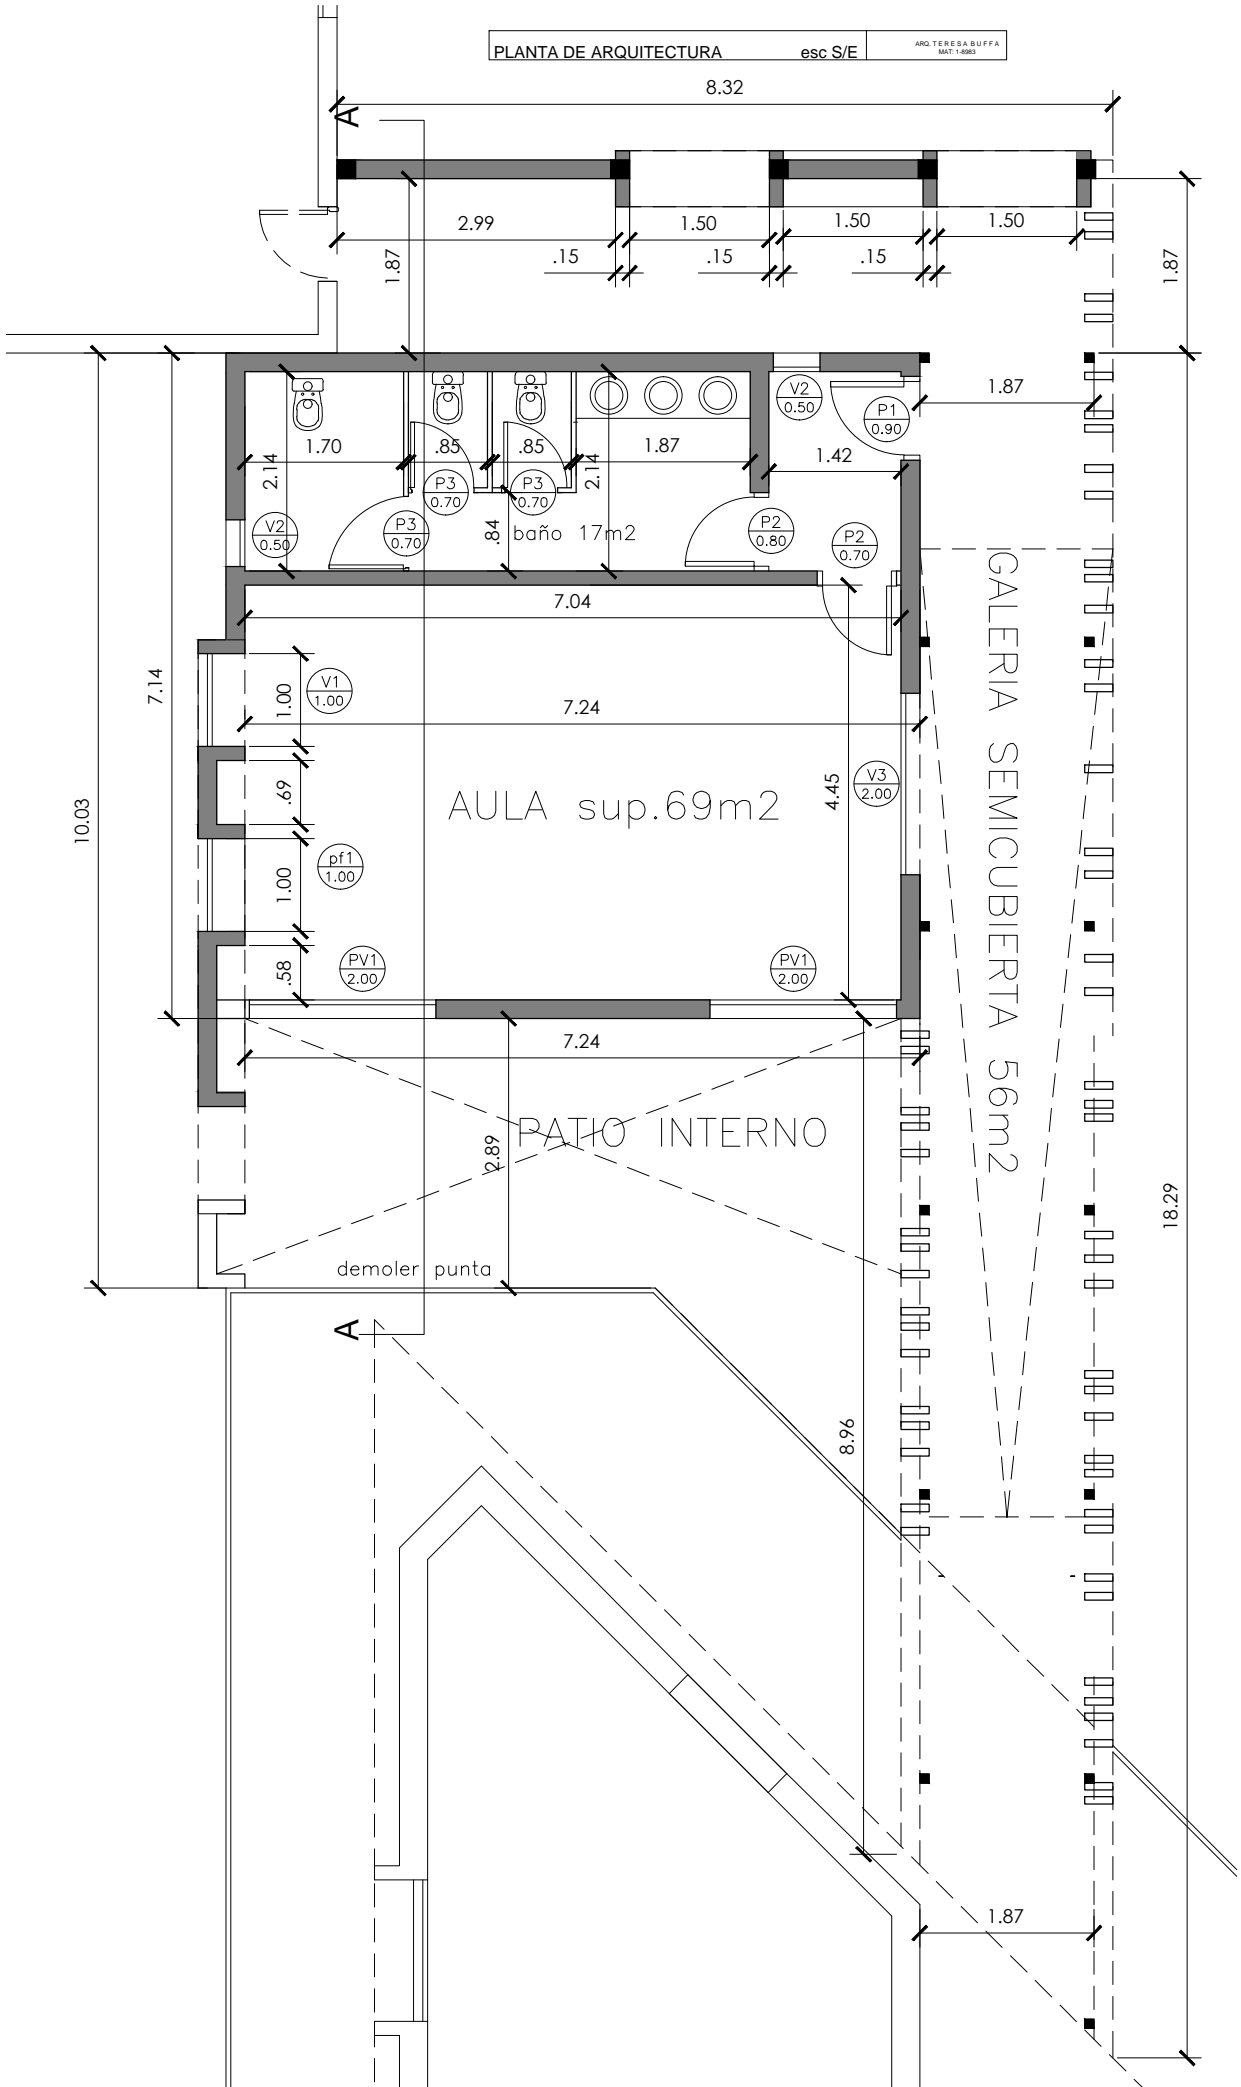 PLANTA DE ARQUITECTURA esc S/E
ARQ. TERESA BUFFA
MAT: 1-8983
8.32
A
2.99
1.50
1.50
1.50
.15
.15
.15
1.87
1.87
1.87
V2
0.50
P1
0.90
1.70
.85
.85
1.87
1.42
2.14
2.14
P3
0.70
P3
0.70
V2
0.50
P3
0.70
.84
baño 17m2
P2
0.80
P2
0.70
7.04
7.14
V1
1.00
1.00
7.24
10.03
.69
AULA sup.69m2
4.45
V3
2.00
GALERIA SEMICUBIERTA 56m2
pf1
1.00
1.00
.58
PV1
2.00
PV1
2.00
7.24
PATIO INTERNO
2.89
18.29
demoler punta
A
8.96
1.87